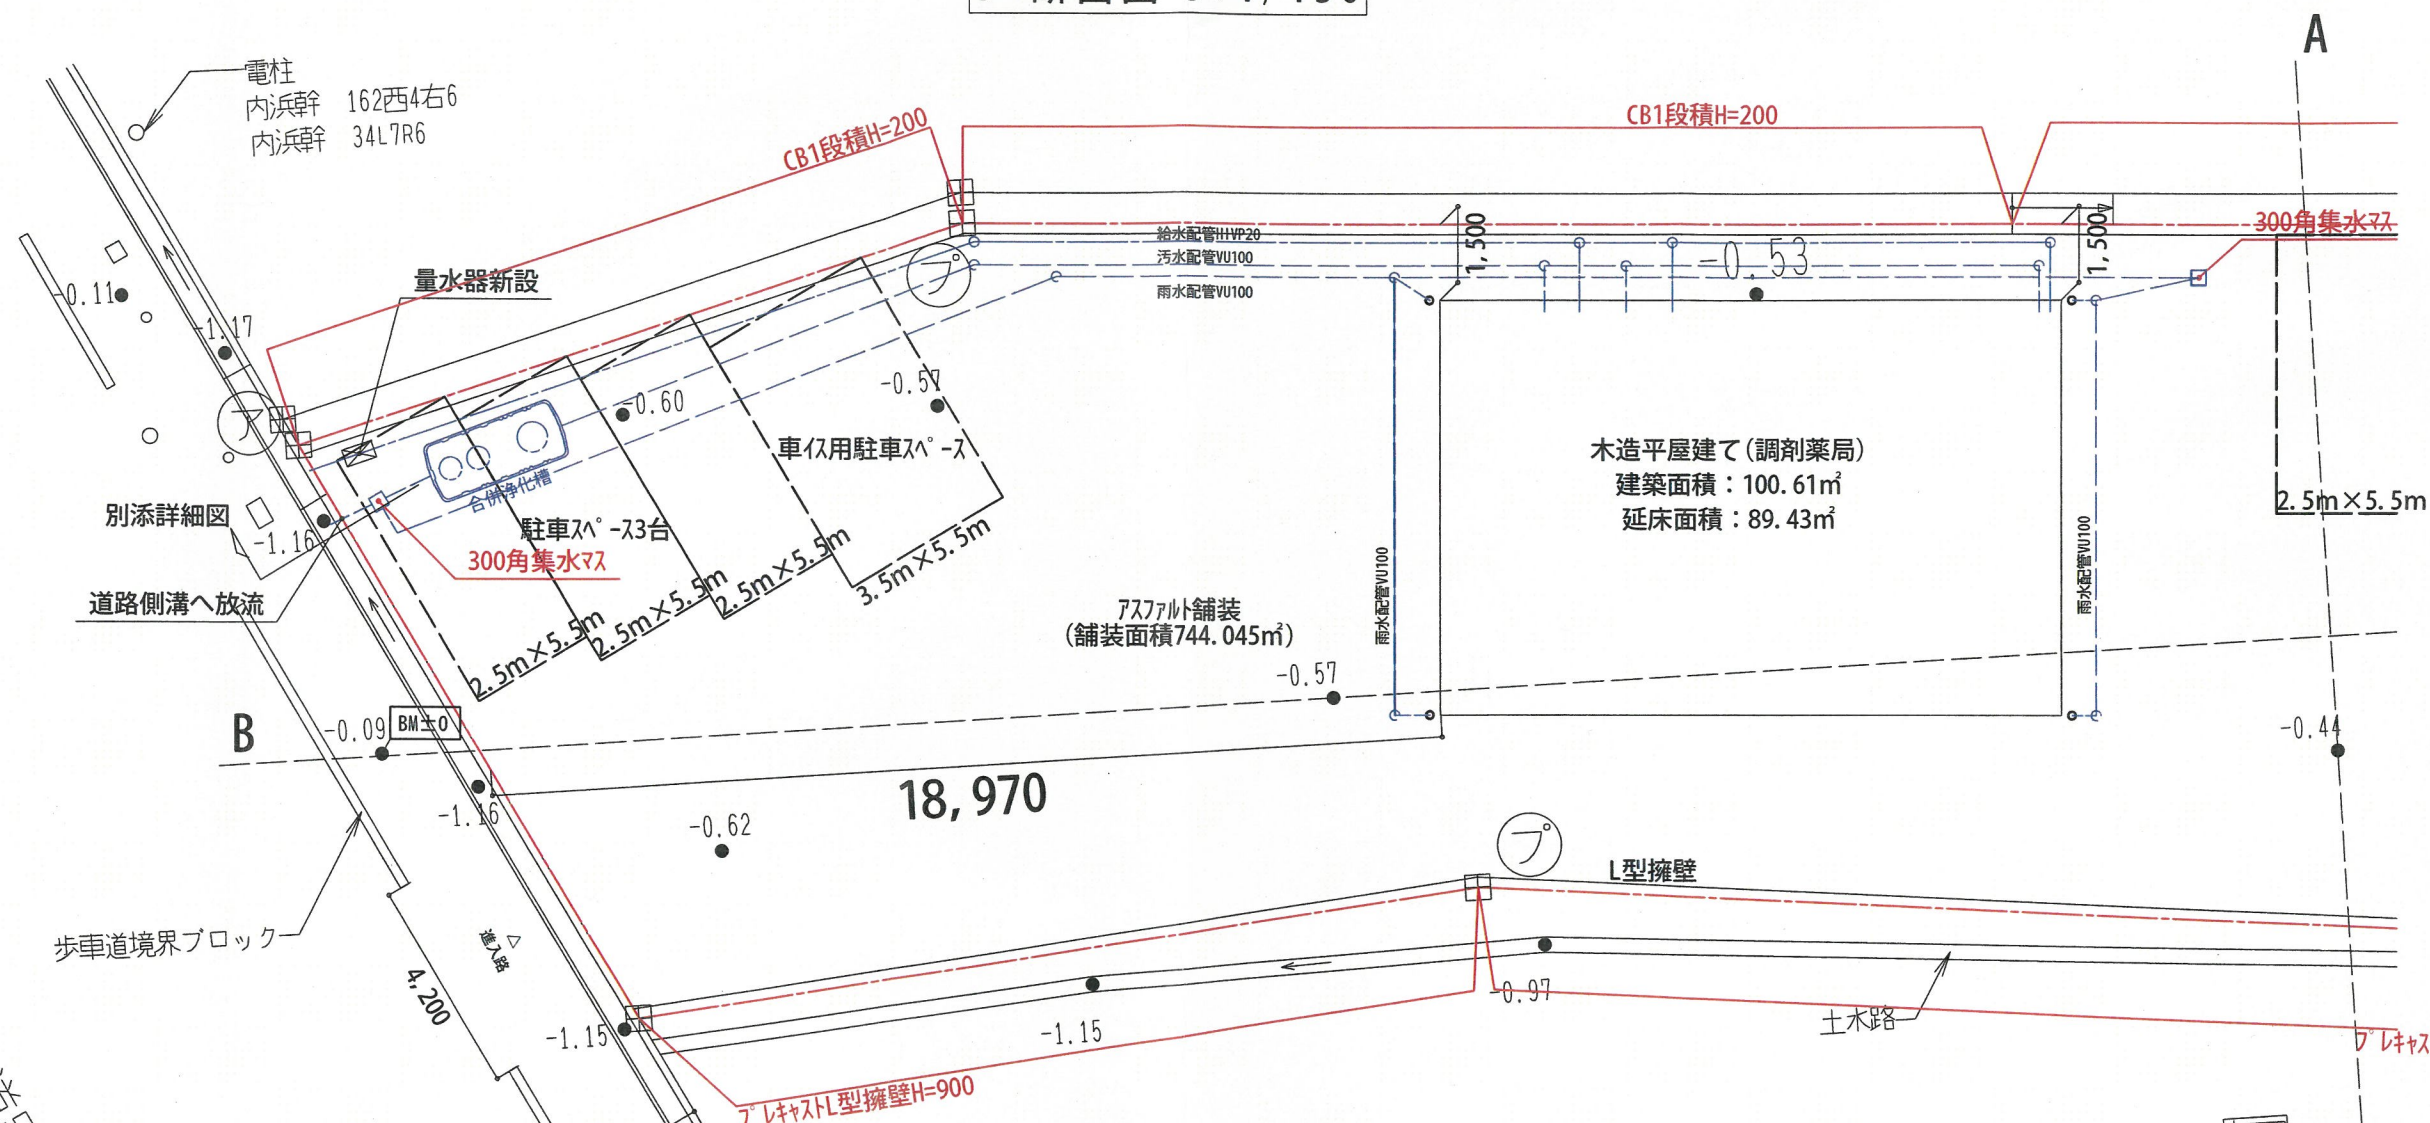 A
電柱
内浜幹 162西4右6
内浜幹 34L7R6
CB1段積H=200
CB1段積H=200
300角集水マス
給水配管HIVP20
汚水配管VU100
雨水配管VU100
1,500
-0.53
1,500
プ
量水器新設
-0.11
-1.17
ア
-0.60
-0.57
車イス用駐車スペース
合併浄化槽
駐車スペース3台
300角集水マス
別添詳細図
-1.16
道路側溝へ放流
2.5m×5.5m
2.5m×5.5m
2.5m×5.5m
3.5m×5.5m
木造平屋建て(調剤薬局)
建築面積:100.61㎡
延床面積:89.43㎡
2.5m×5.5m
雨水配管VU100
雨水配管VU100
アスファルト舗装
(舗装面積744.045㎡)
-0.57
B
-0.09
BM±0
-0.44
-1.16
18,970
-0.62
プ
L型擁壁
歩車道境界ブロック
進入路
4,200
-0.97
-1.15
-1.15
土水路
プレキャス
プレキャストL型擁壁H=900